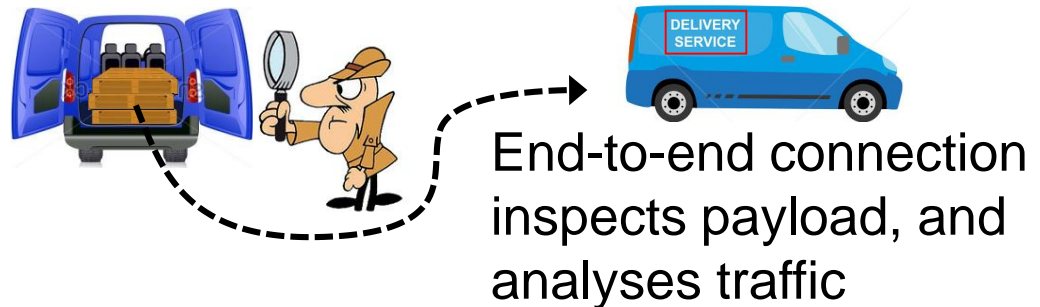 DELIVERY
SERVICE
End-to-end connection
inspects payload, and
analyses traffic